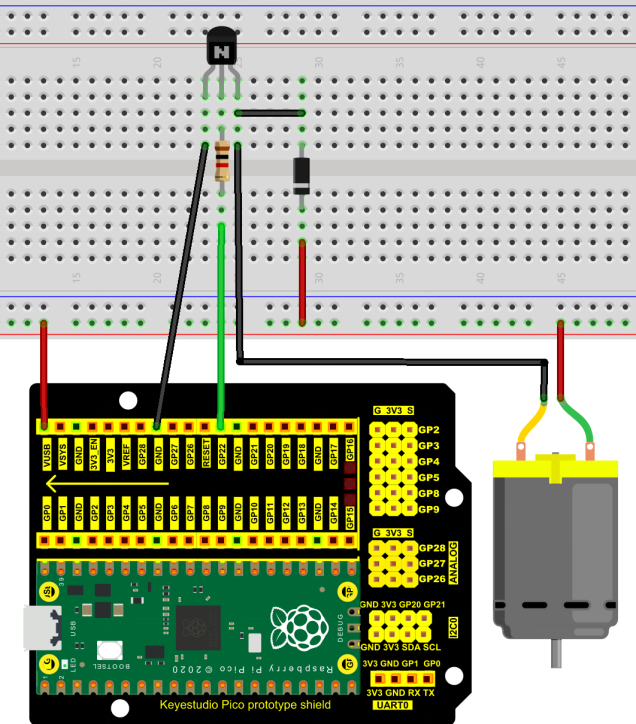 15
20
25
30
35
40
45
15
20
30
35
40
45
VUSB
VSYS
GND
3V3_EN
3V3
VREF
GP28
GND
GP27
GP26
RESET
GP22
GND
GP21
GP20
GP19
GP18
GND
GP17
GP16
GP0
GP1
GND
GP2
GP3
GP4
GP5
GND
GP6
GP7
GP8
GP9
GND
GP10
GP11
GP12
GP13
GND
GP14
GP15
G 3V3 S
GP2
GP3
GP4
GP5
GP8
GP9
G 3V3 S
GP28
GP27
GP26
ANALOG
GND 3V3 GP20 GP21
I2C0
GND 3V3 SDA SCL
3V3 GND GP1 GP0
3V3 GND RX TX
UART0
39
USB
LED
1
2
BOOTSEL
DEBUG
Raspberry Pi Pico © 2020
Keyestudio Pico prototype shield